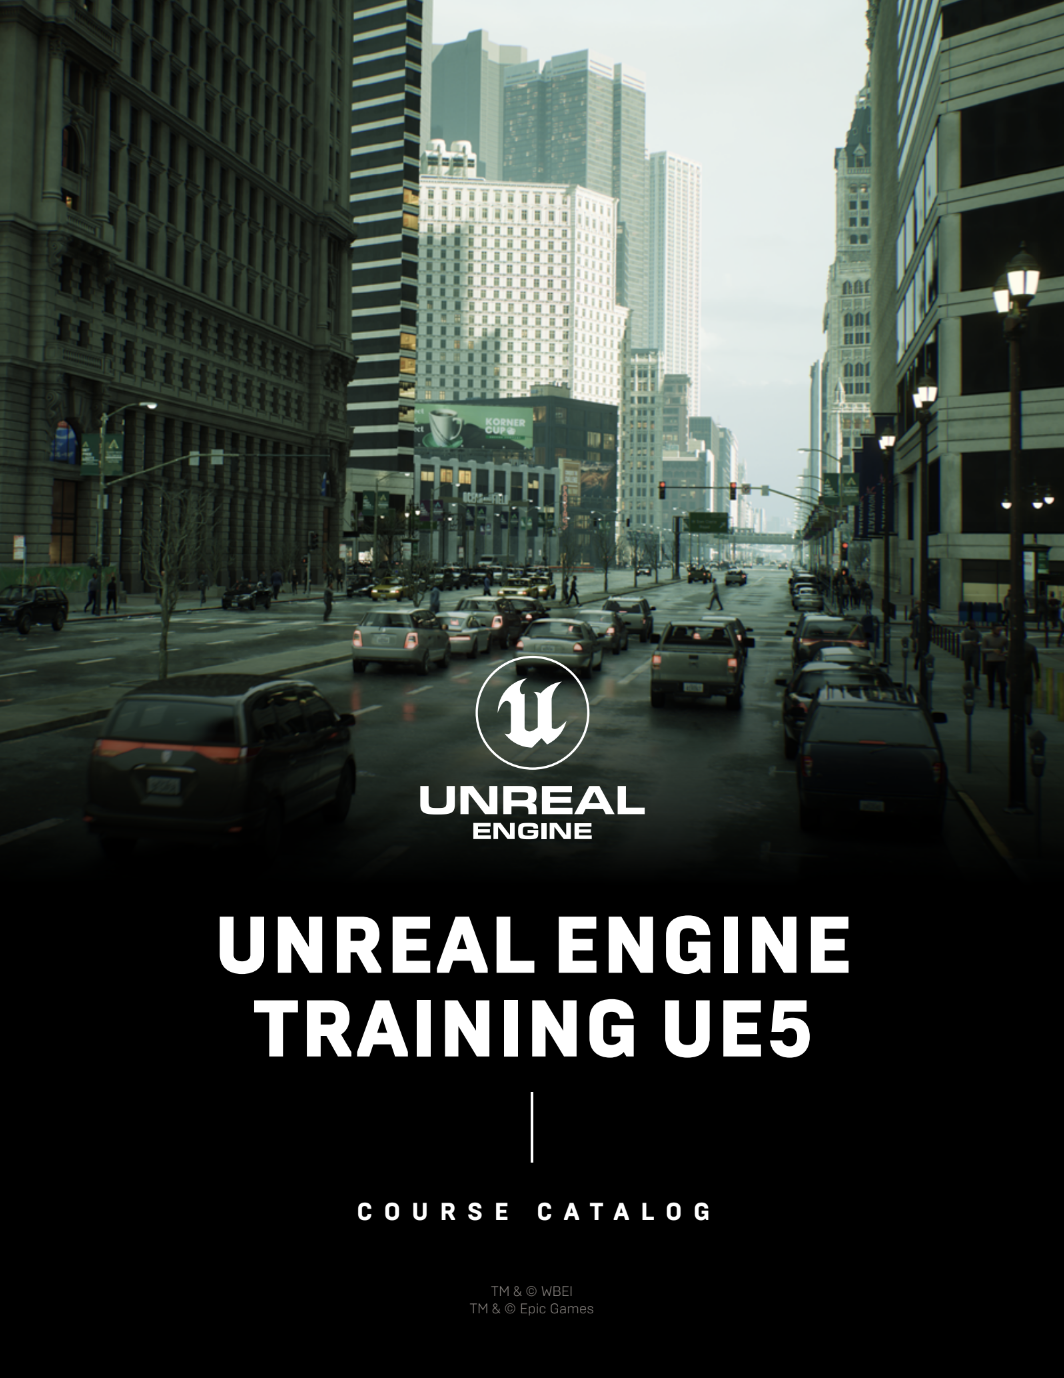 KORNER
CUP
UNREAL
ENGINE
UNREAL ENGINE
TRAINING UE5
COURSE CATALOG
TM & © WBEI
TM & © Epic Games